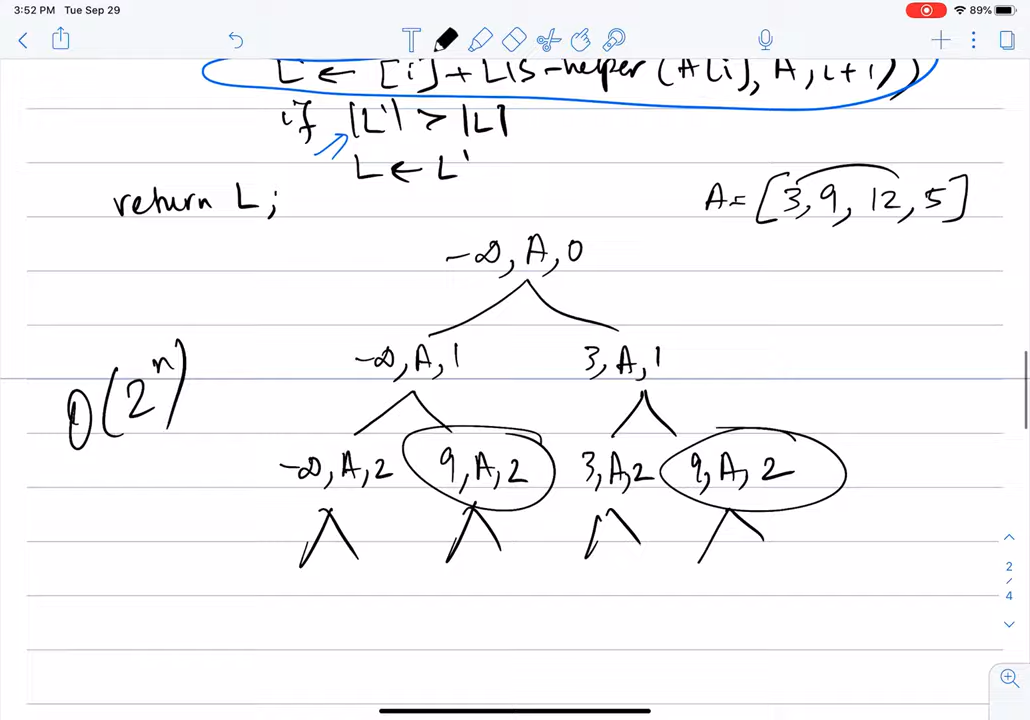 3:52 PM Tue Sep 29
89%
L' ← [i] + LIS-helper (A[i], A, i+1))
if |L'| > |L|
L ← L'
return L;
A= [3, 9, 12, 5]
-∞, A, 0
-∞, A, 1
3, A, 1
O(2^n)
-∞, A, 2
9, A, 2
3, A, 2
9, A, 2
2
/
4